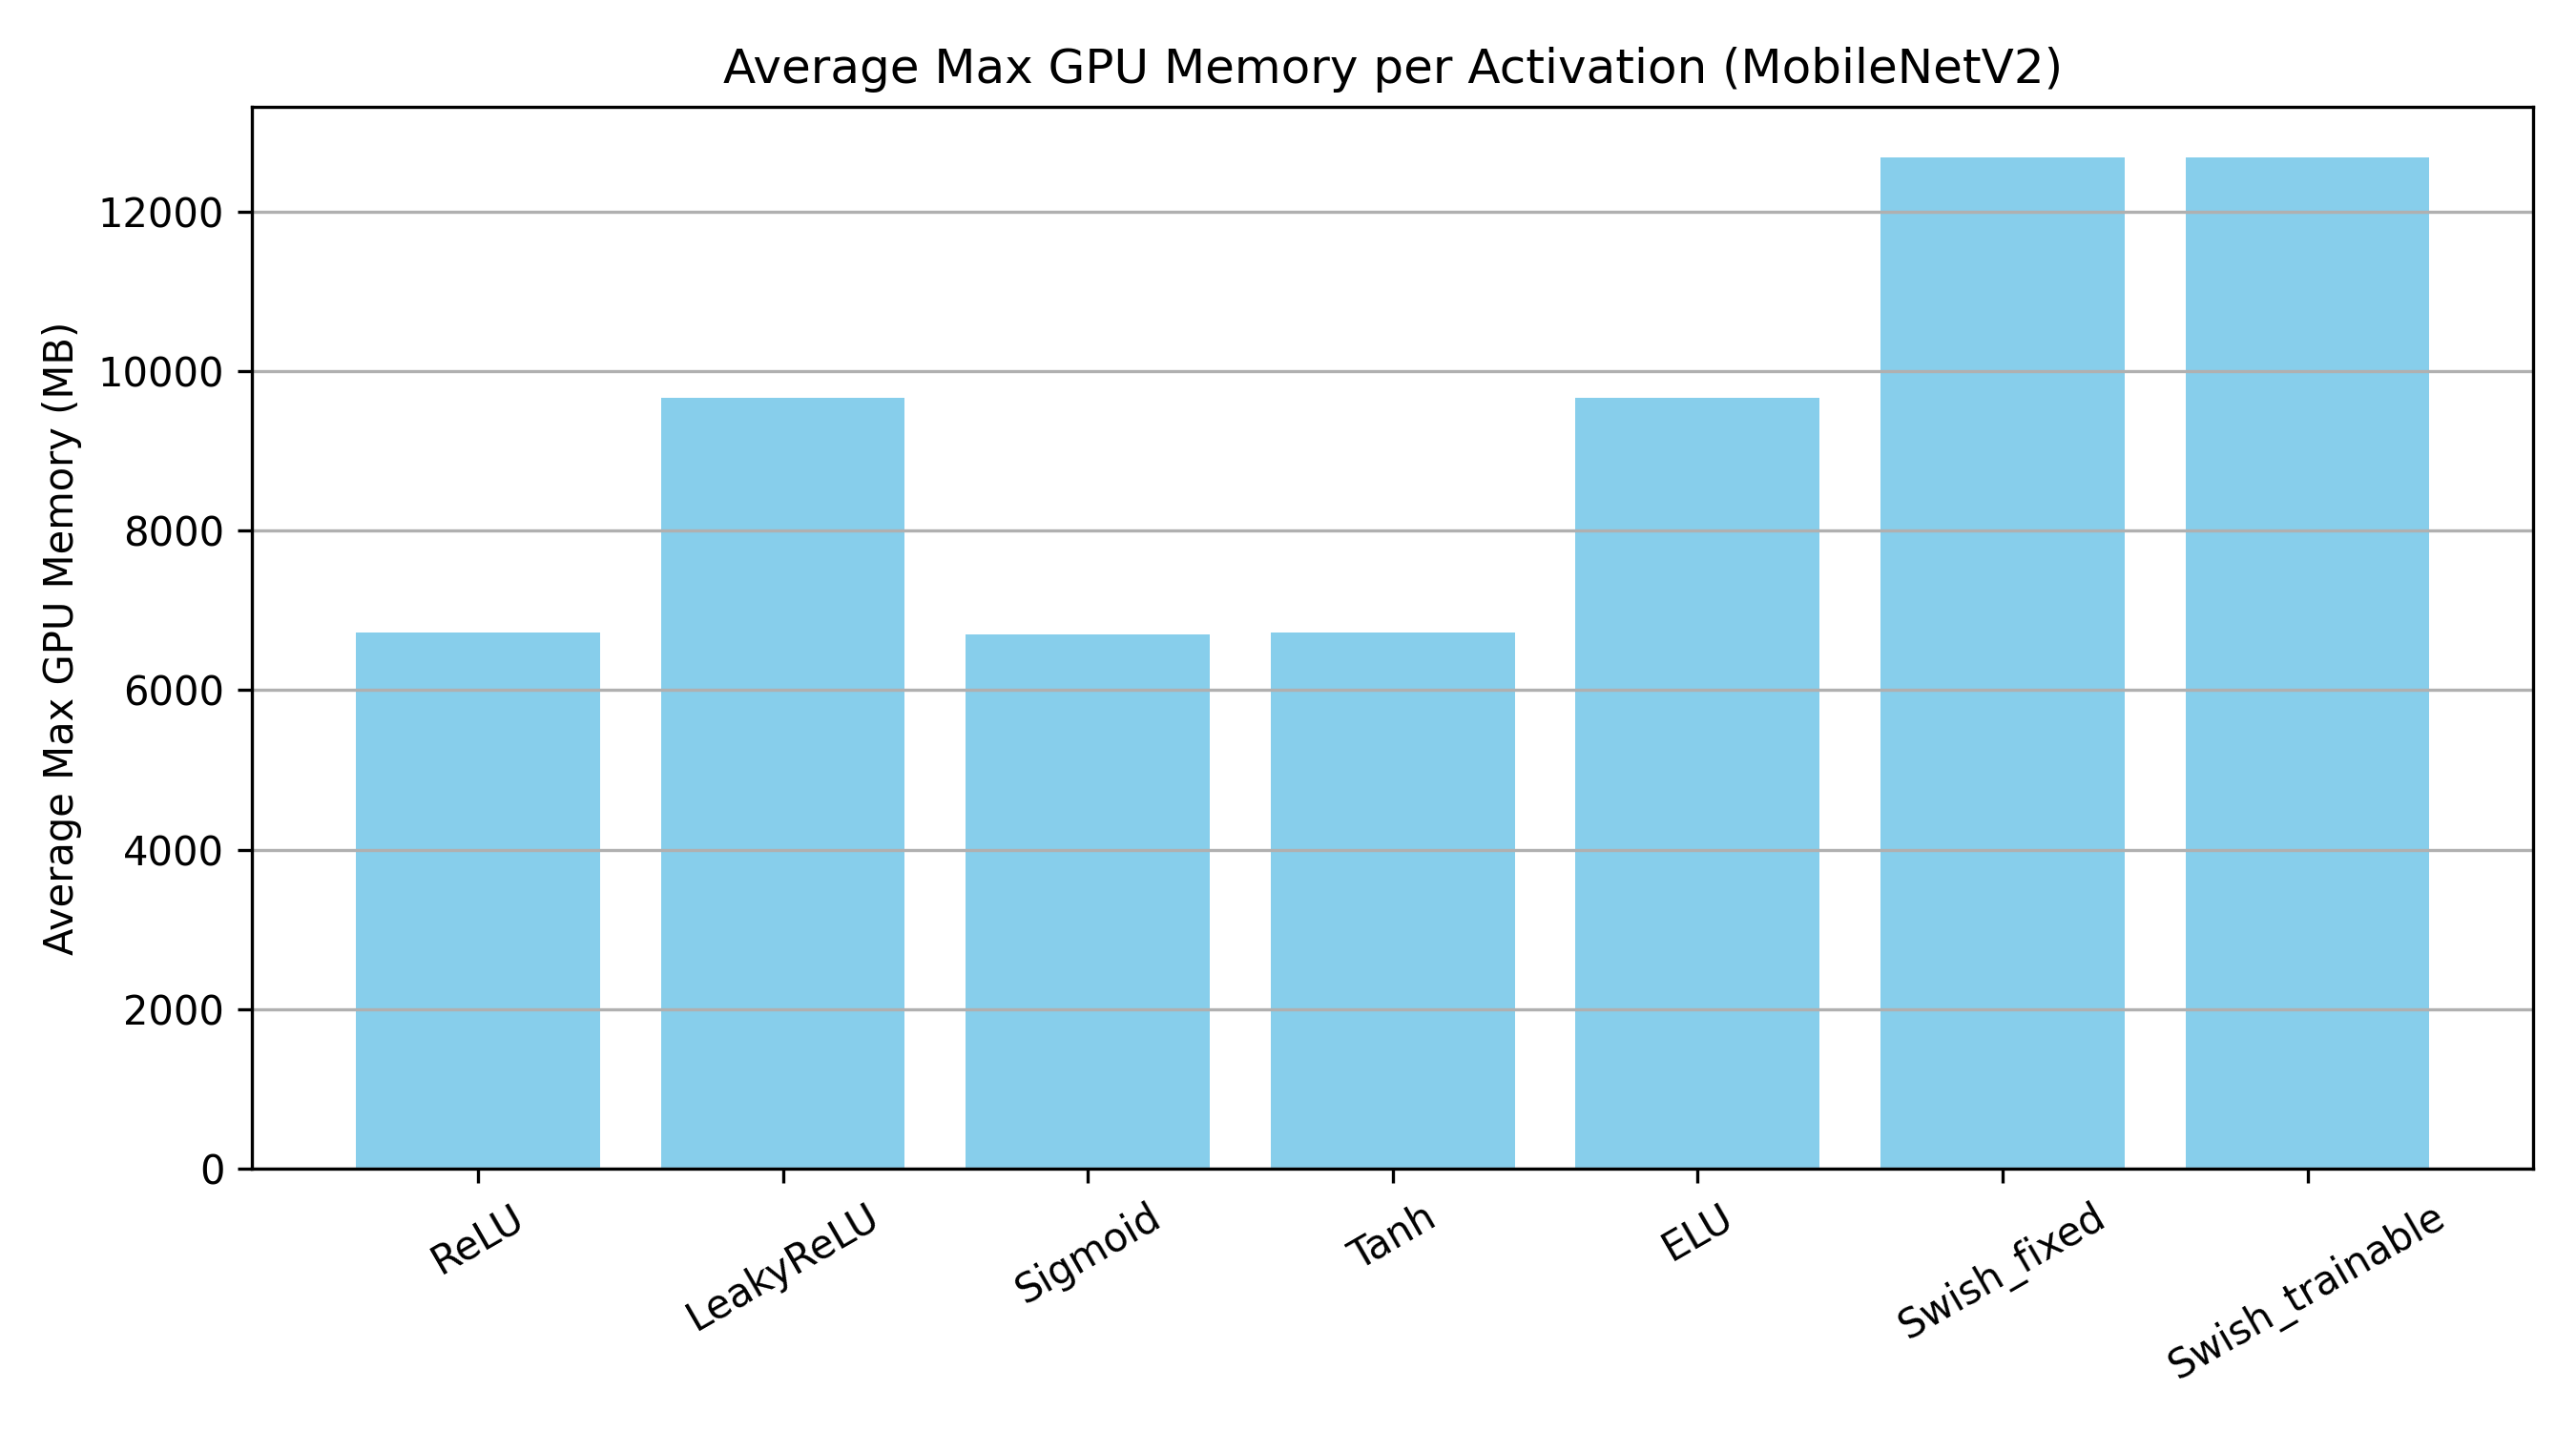 Average Max GPU Memory per Activation (MobileNetV2)
Average Max GPU Memory (MB)
12000
10000
8000
6000
4000
2000
0
ReLU
LeakyReLU
Sigmoid
Tanh
ELU
Swish_fixed
Swish_trainable